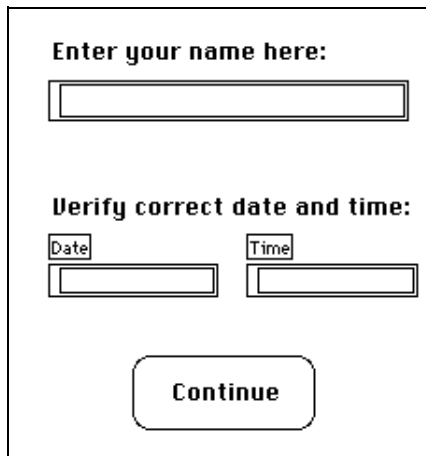 Enter your name here:
Verify correct date and time:
Date Time
Continue